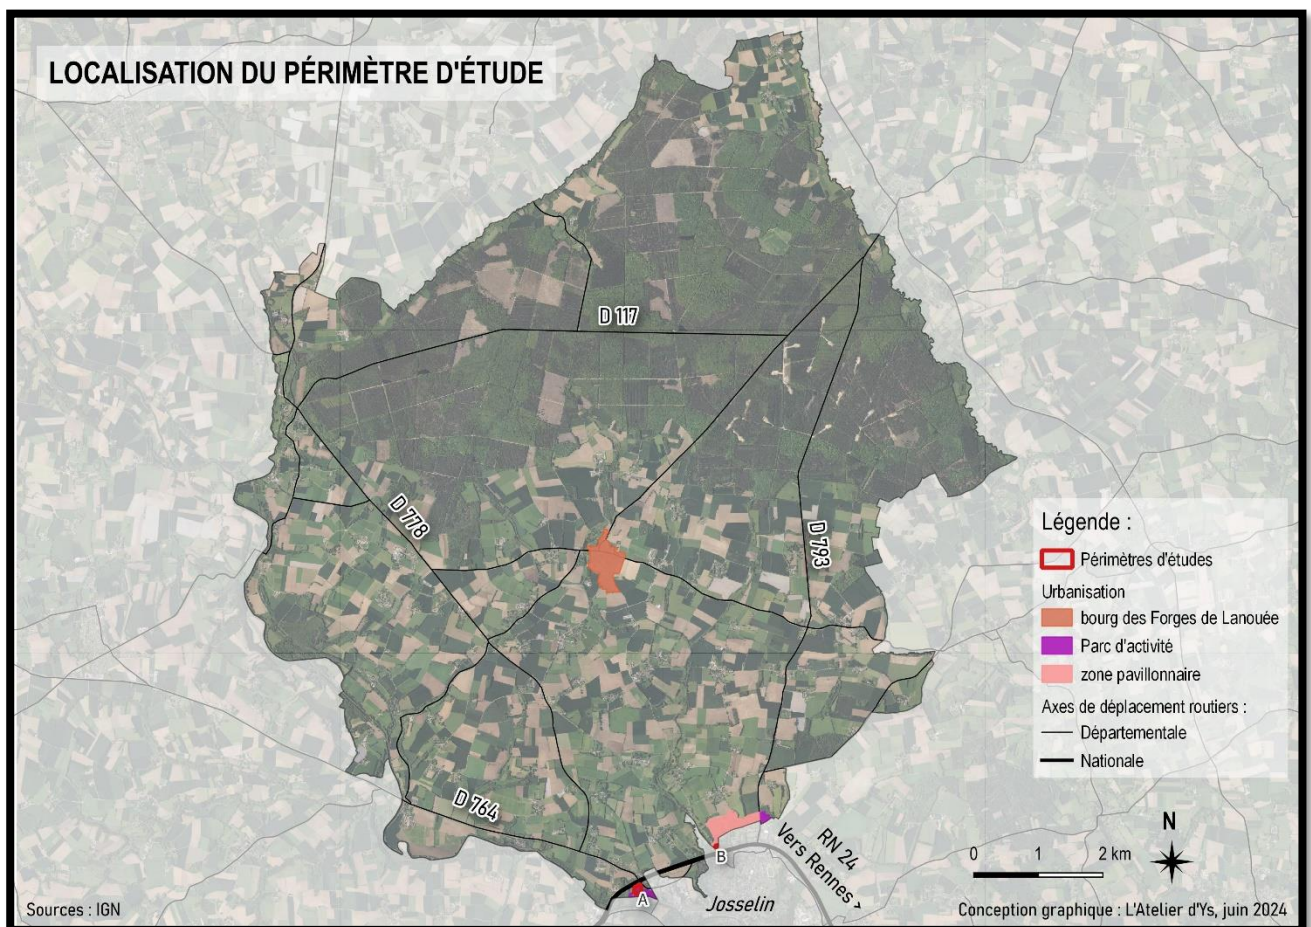 LOCALISATION DU PÉRIMÈTRE D'ÉTUDE
D 117
D 778
D 793
D 764
B
A
Josselin
RN 24
Vers Rennes >
Légende :
Périmètres d'études
Urbanisation
bourg des Forges de Lanouée
Parc d'activité
zone pavillonnaire
Axes de déplacement routiers :
Départementale
Nationale
N
0 1 2 km
Sources : IGN
Conception graphique : L'Atelier d'Ys, juin 2024